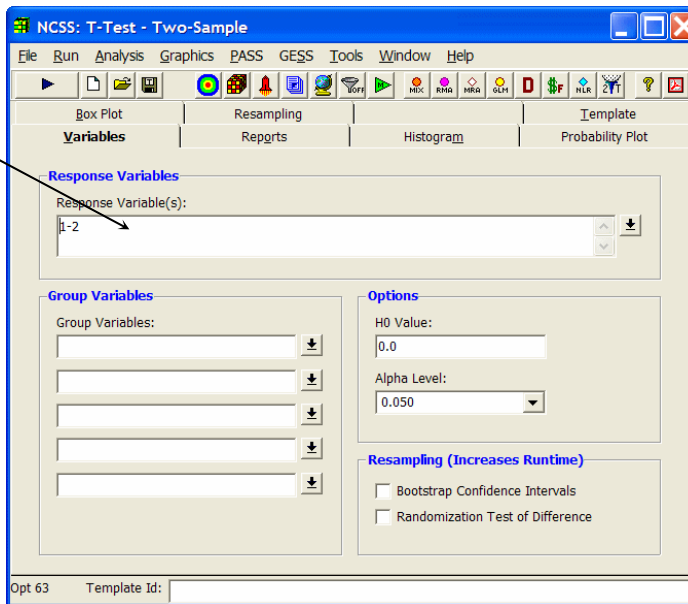 NCSS: T-Test - Two-Sample
File Run Analysis Graphics PASS GESS Tools Window Help
OFF MIX RMA MRA GLM D $F NLR 2YT ?
Box Plot Resampling Template
Variables Reports Histogram Probability Plot
Response Variables
Response Variable(s):
1-2
Group Variables
Group Variables:
Options
H0 Value:
0.0
Alpha Level:
0.050
Resampling (Increases Runtime)
Bootstrap Confidence Intervals
Randomization Test of Difference
Opt 63 Template Id: